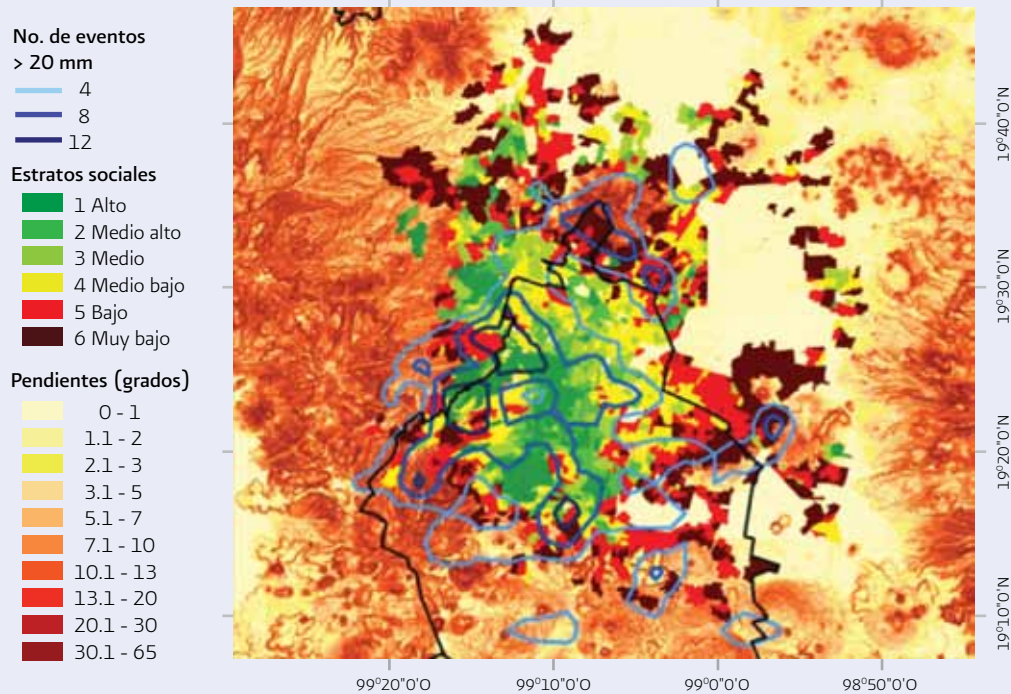 No. de eventos
> 20 mm
4
8
12
Estratos sociales
1 Alto
2 Medio alto
3 Medio
4 Medio bajo
5 Bajo
6 Muy bajo
Pendientes (grados)
0 - 1
1.1 - 2
2.1 - 3
3.1 - 5
5.1 - 7
7.1 - 10
10.1 - 13
13.1 - 20
20.1 - 30
30.1 - 65
19°40"0'N
19°30"0'N
19°20"0'N
19°10"0'N
99°20'0"O
99°10'0"O
99°0'0"O
98°50'0"O